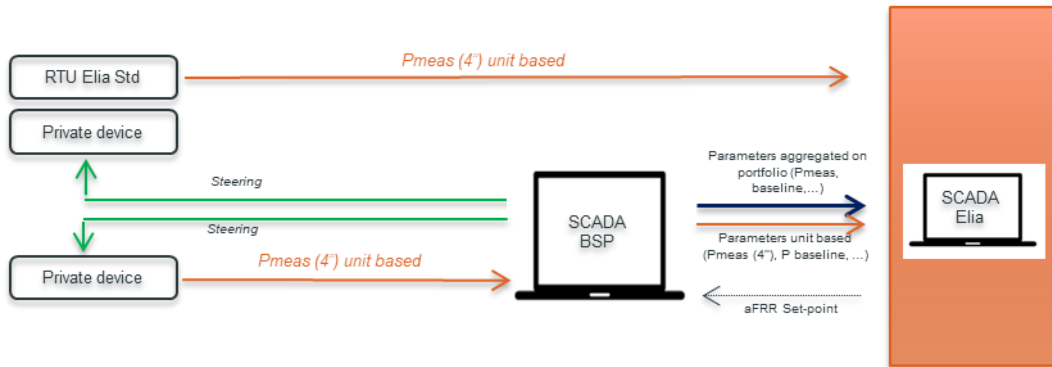 RTU Elia Std
Pmeas (4") unit based
Private device
Steering
Steering
Private device
Pmeas (4") unit based
SCADA
BSP
Parameters aggregated on
portfolio (Pmeas,
baseline,...)
Parameters unit based
(Pmeas (4"), P baseline, ...)
aFRR Set-point
SCADA
Elia